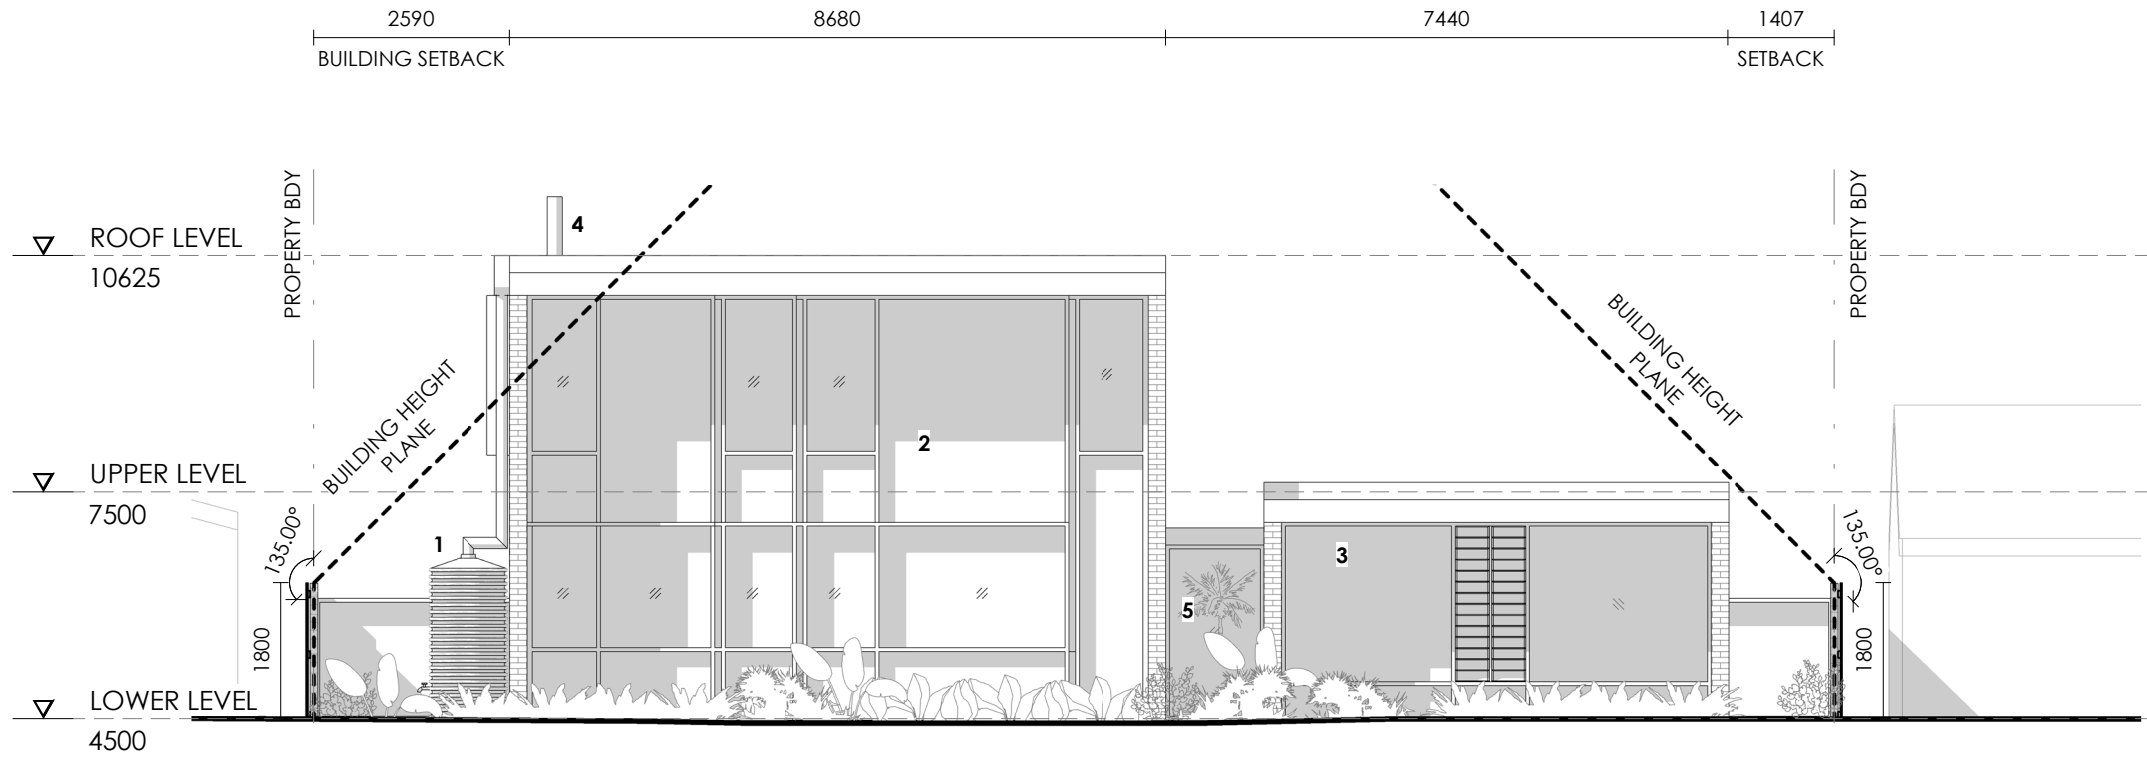 2590
8680
7440
1407
BUILDING SETBACK
SETBACK
PROPERTY BDY
PROPERTY BDY
4
ROOF LEVEL
10625
BUILDING HEIGHT
PLANE
BUILDING HEIGHT
PLANE
2
UPPER LEVEL
7500
135.00°
135.00°
1
3
5
1800
1800
LOWER LEVEL
4500